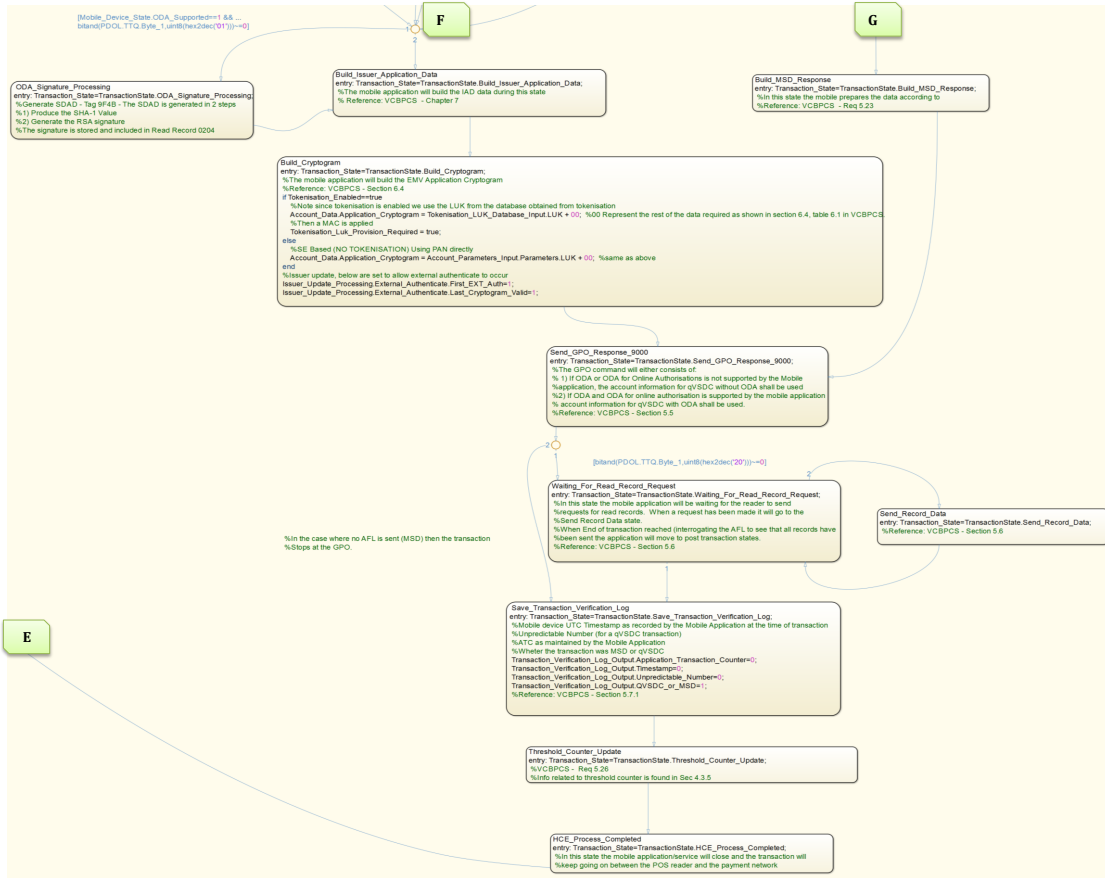 [Mobile_Device_State.ODA_Supported==1 && ...
bitand(PDOL.TTQ.Byte_1,uint8(hex2dec('01')))~=0]
1
2
F
G
ODA_Signature_Processing
entry: Transaction_State=TransactionState.ODA_Signature_Processing;
%Generate SDAD - Tag 9F4B - The SDAD is generated in 2 steps
%1) Produce the SHA-1 Value
%2) Generate the RSA signature
%The signature is stored and included in Read Record 0204
Build_Issuer_Application_Data
entry: Transaction_State=TransactionState.Build_Issuer_Application_Data;
%The mobile application will build the IAD data during this state
% Reference: VCBPCS - Chapter 7
Build_MSD_Response
entry: Transaction_State=TransactionState.Build_MSD_Response;
%In this state the mobile prepares the data according to
%Reference: VCBPCS - Req 5.23
Build_Cryptogram
entry: Transaction_State=TransactionState.Build_Cryptogram;
%The mobile application will build the EMV Application Cryptogram
%Reference: VCBPCS - Section 6.4
if Tokenisation_Enabled==true
%Note since tokenisation is enabled we use the LUK from the database obtained from tokenisation
Account_Data.Application_Cryptogram = Tokenisation_LUK_Database_Input.LUK + 00; %00 Represent the rest of the data required as shown in section 6.4, table 6.1 in VCBPCS.
%Then a MAC is applied
Tokenisation_Luk_Provision_Required = true;
else
%SE Based (NO TOKENISATION) Using PAN directly
Account_Data.Application_Cryptogram = Account_Parameters_Input.Parameters.LUK + 00; %same as above
end
%Issuer update, below are set to allow external authenticate to occur
Issuer_Update_Processing.External_Authenticate.First_EXT_Auth=1;
Issuer_Update_Processing.External_Authenticate.Last_Cryptogram_Valid=1;
Send_GPO_Response_9000
entry: Transaction_State=TransactionState.Send_GPO_Response_9000;
%The GPO command will either consists of:
% 1) If ODA or ODA for Online Authorisations is not supported by the Mobile
%application, the account information for qVSDC without ODA shall be used
%2) If ODA and ODA for online authorisation is supported by the mobile application
% account information for qVSDC with ODA shall be used.
%Reference: VCBPCS - Section 5.5
2
1
[bitand(PDOL.TTQ.Byte_1,uint8(hex2dec('20')))~=0]
2
Waiting_For_Read_Record_Request
entry: Transaction_State=TransactionState.Waiting_For_Read_Record_Request;
%In this state the mobile application will be waiting for the reader to send
%requests for read records. When a request has been made it will go to the
%Send Record Data state.
%When End of transaction reached (interrogating the AFL to see that all records have
%been sent the application will move to post transaction states.
%Reference: VCBPCS - Section 5.6
Send_Record_Data
entry: Transaction_State=TransactionState.Send_Record_Data;
%Reference: VCBPCS - Section 5.6
%In the case where no AFL is sent (MSD) then the transaction
%Stops at the GPO.
1
E
Save_Transaction_Verification_Log
entry: Transaction_State=TransactionState.Save_Transaction_Verification_Log;
%Mobile device UTC Timestamp as recorded by the Mobile Application at the time of transaction
%Unpredictable Number (for a qVSDC transaction)
%ATC as maintained by the Mobile Application
%Wheter the transaction was MSD or qVSDC
Transaction_Verification_Log_Output.Application_Transaction_Counter=0;
Transaction_Verification_Log_Output.Timestamp=0;
Transaction_Verification_Log_Output.Unpredictable_Number=0;
Transaction_Verification_Log_Output.QVSDC_or_MSD=1;
%Reference: VCBPCS - Section 5.7.1
Threshold_Counter_Update
entry: Transaction_State=TransactionState.Threshold_Counter_Update;
%VCBPCS - Req 5.26
%Info related to threshold counter is found in Sec 4.3.5
HCE_Process_Completed
entry: Transaction_State=TransactionState.HCE_Process_Completed;
%In this state the mobile application/service will close and the transaction will
%keep going on between the POS reader and the payment network